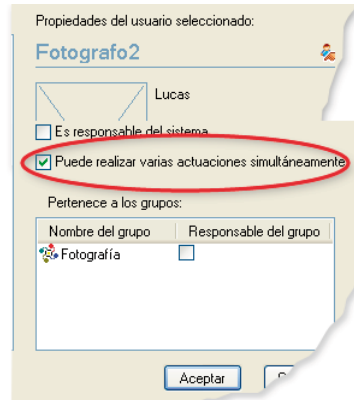 Propiedades del usuario seleccionado:
Fotografo2
Lucas
Es responsable del sistema
Puede realizar varias actuaciones simultáneamente
Pertenece a los grupos:
Nombre del grupo Responsable del grupo
Fotografía
Aceptar